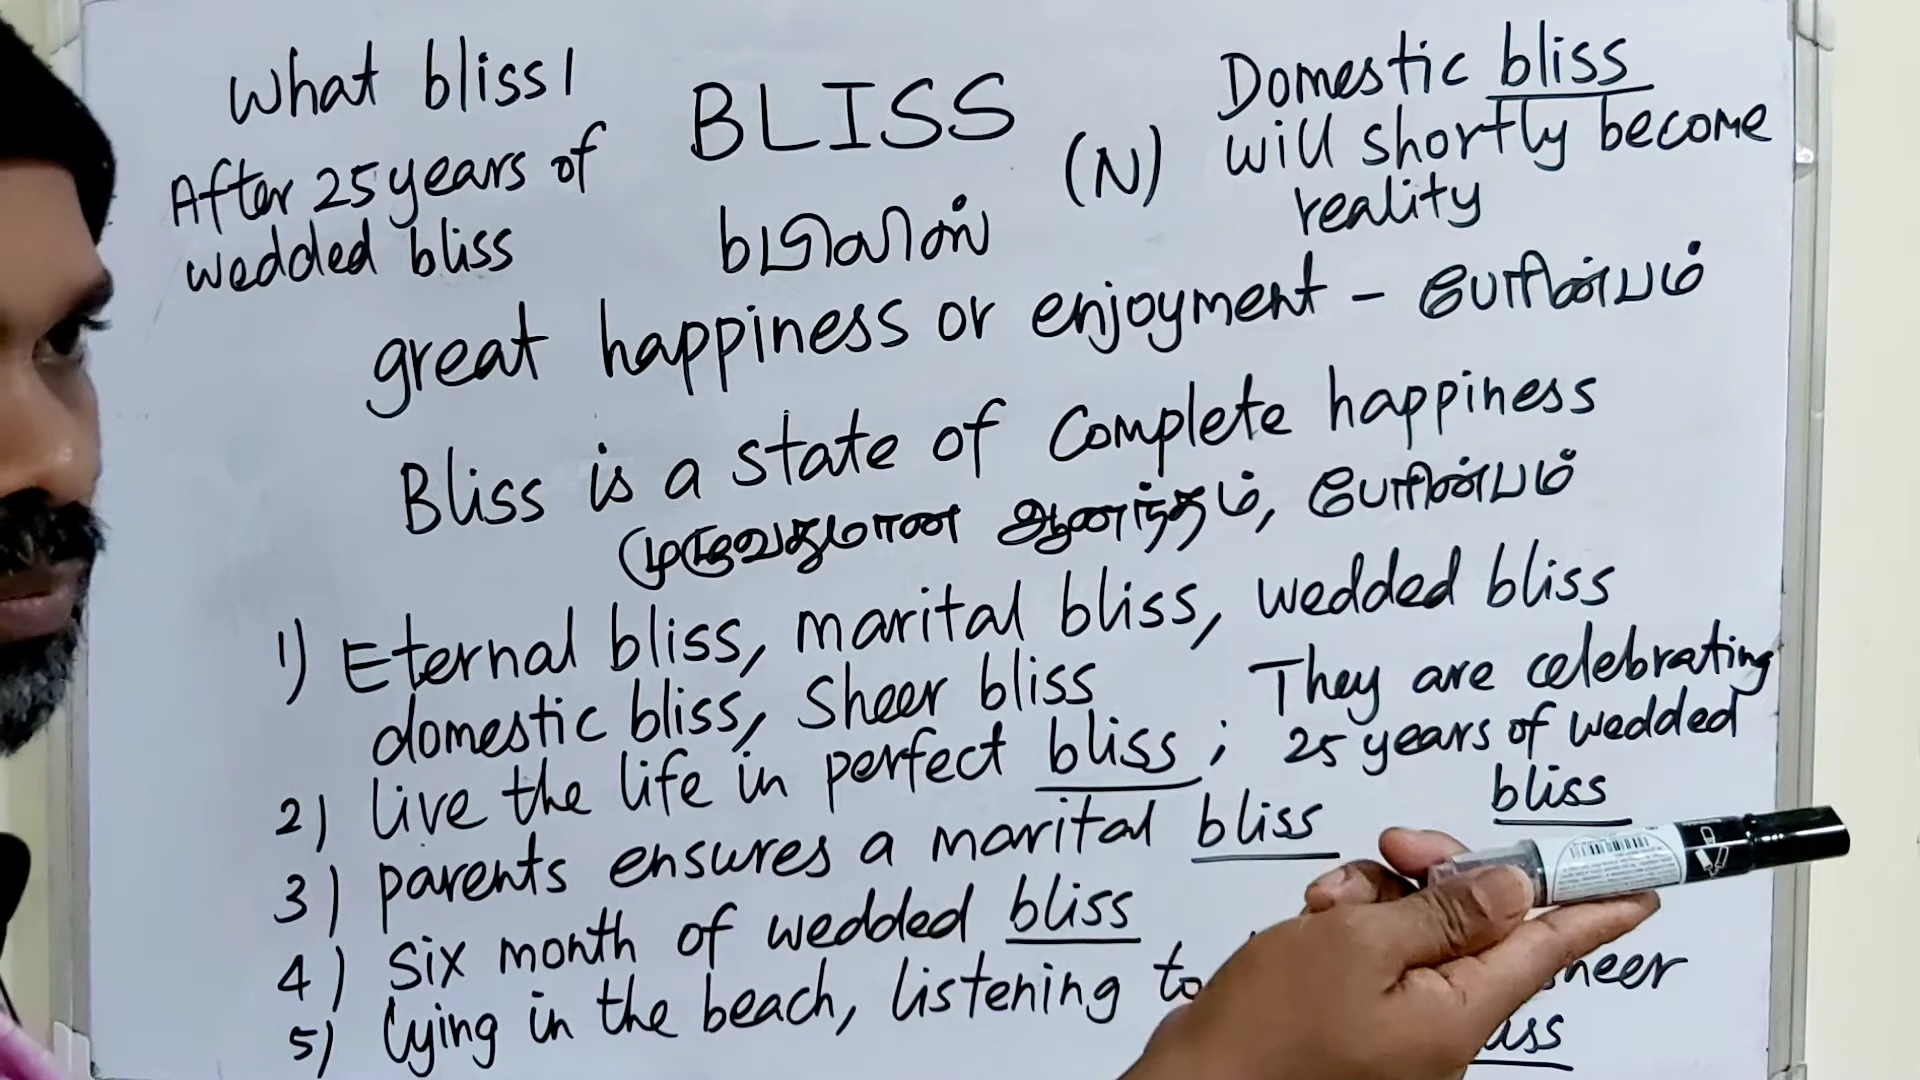 What bliss!
After 25 years of
wedded bliss
BLISS
(N)
Domestic bliss
will shortly become
reality
great happiness or enjoyment - பேரின்பம்
Bliss is a state of complete happiness
முழுவதுமான ஆனந்தம், பேரின்பம்
1) Eternal bliss, marital bliss, wedded bliss
domestic bliss, Sheer bliss
2) live the life in perfect bliss ; They are celebrating
25 years of wedded
bliss
3) parents ensures a marital bliss
4) Six month of wedded bliss
5) lying in the beach, listening to